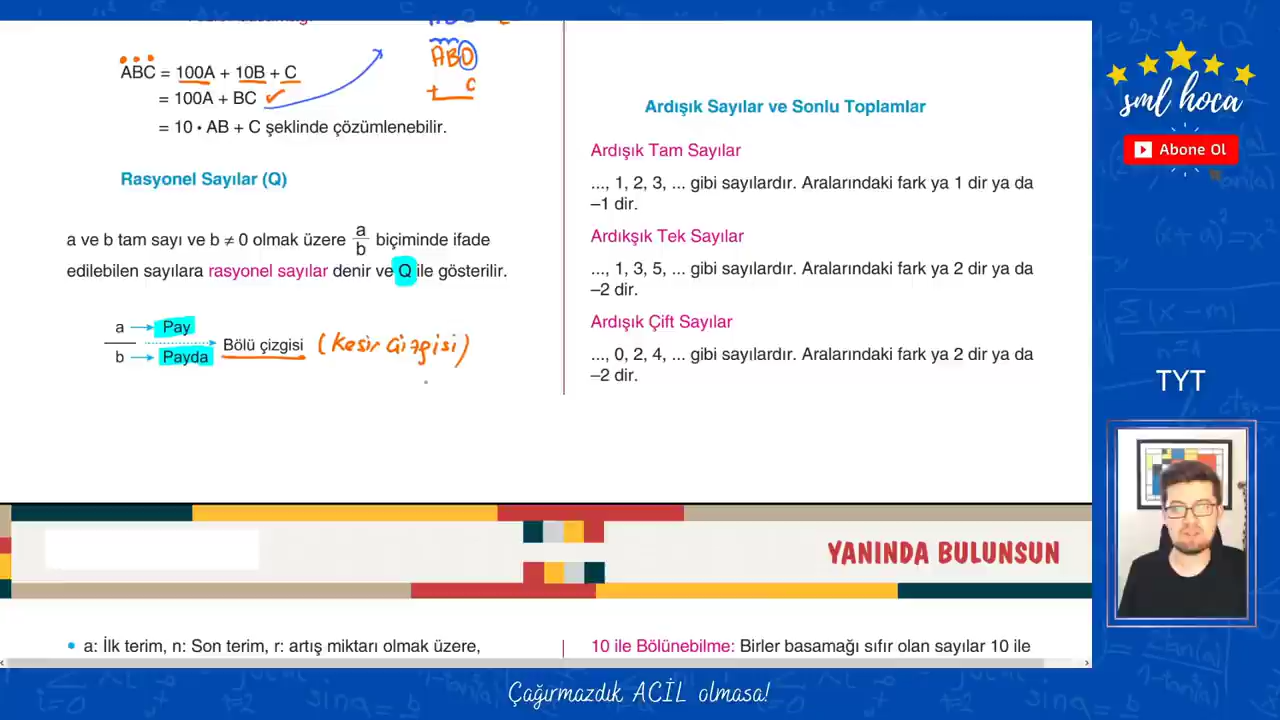 ABC = 100A + 10B + C
= 100A + BC
= 10 • AB + C şeklinde çözümlenebilir.
AB0
+ C
Rasyonel Sayılar (Q)
a ve b tam sayı ve b ≠ 0 olmak üzere a/b biçiminde ifade
edilebilen sayılara rasyonel sayılar denir ve Q ile gösterilir.
a → Pay
Bölü çizgisi (Kesir Çizgisi)
b → Payda
Ardışık Sayılar ve Sonlu Toplamlar
Ardışık Tam Sayılar
..., 1, 2, 3, ... gibi sayılardır. Aralarındaki fark ya 1 dir ya da
–1 dir.
Ardıkşık Tek Sayılar
..., 1, 3, 5, ... gibi sayılardır. Aralarındaki fark ya 2 dir ya da
–2 dir.
Ardışık Çift Sayılar
..., 0, 2, 4, ... gibi sayılardır. Aralarındaki fark ya 2 dir ya da
–2 dir.
YANINDA BULUNSUN
• a: İlk terim, n: Son terim, r: artış miktarı olmak üzere,
10 ile Bölünebilme: Birler basamağı sıfır olan sayılar 10 ile
sml hoca
Abone Ol
TYT
Çağırmazdık ACİL olmasa!